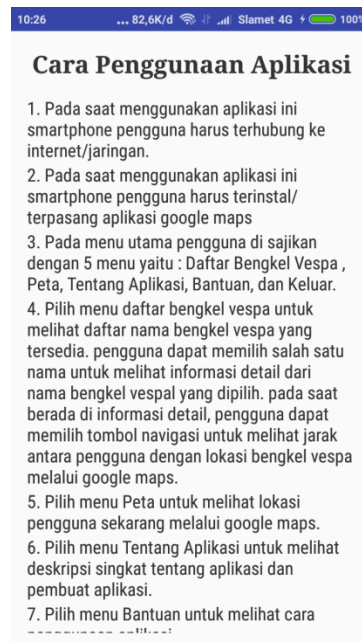 10:26 ... 82,6K/d Slamet 4G 100%
Cara Penggunaan Aplikasi
1. Pada saat menggunakan aplikasi ini
smartphone pengguna harus terhubung ke
internet/jaringan.
2. Pada saat menggunakan aplikasi ini
smartphone pengguna harus terinstal/
terpasang aplikasi google maps
3. Pada menu utama pengguna di sajikan
dengan 5 menu yaitu : Daftar Bengkel Vespa ,
Peta, Tentang Aplikasi, Bantuan, dan Keluar.
4. Pilih menu daftar bengkel vespa untuk
melihat daftar nama bengkel vespa yang
tersedia. pengguna dapat memilih salah satu
nama untuk melihat informasi detail dari
nama bengkel vespal yang dipilih. pada saat
berada di informasi detail, pengguna dapat
memilih tombol navigasi untuk melihat jarak
antara pengguna dengan lokasi bengkel vespa
melalui google maps.
5. Pilih menu Peta untuk melihat lokasi
pengguna sekarang melalui google maps.
6. Pilih menu Tentang Aplikasi untuk melihat
deskripsi singkat tentang aplikasi dan
pembuat aplikasi.
7. Pilih menu Bantuan untuk melihat cara